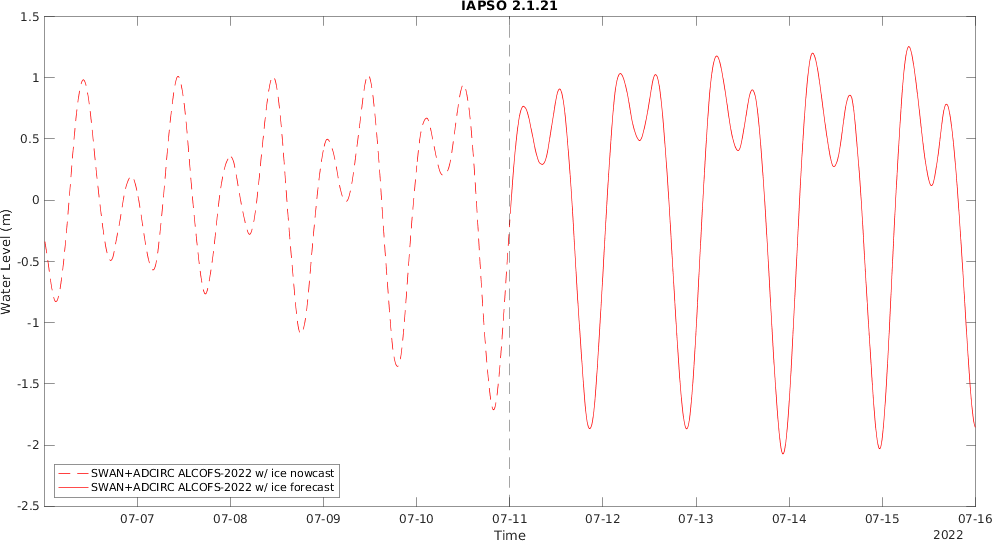 IAPSO 2.1.21
1.5
1
0.5
0
-0.5
-1
-1.5
-2
-2.5
Water Level (m)
SWAN+ADCIRC ALCOFS-2022 w/ ice nowcast
SWAN+ADCIRC ALCOFS-2022 w/ ice forecast
07-07 07-08 07-09 07-10 07-11 07-12 07-13 07-14 07-15 07-16
Time
2022